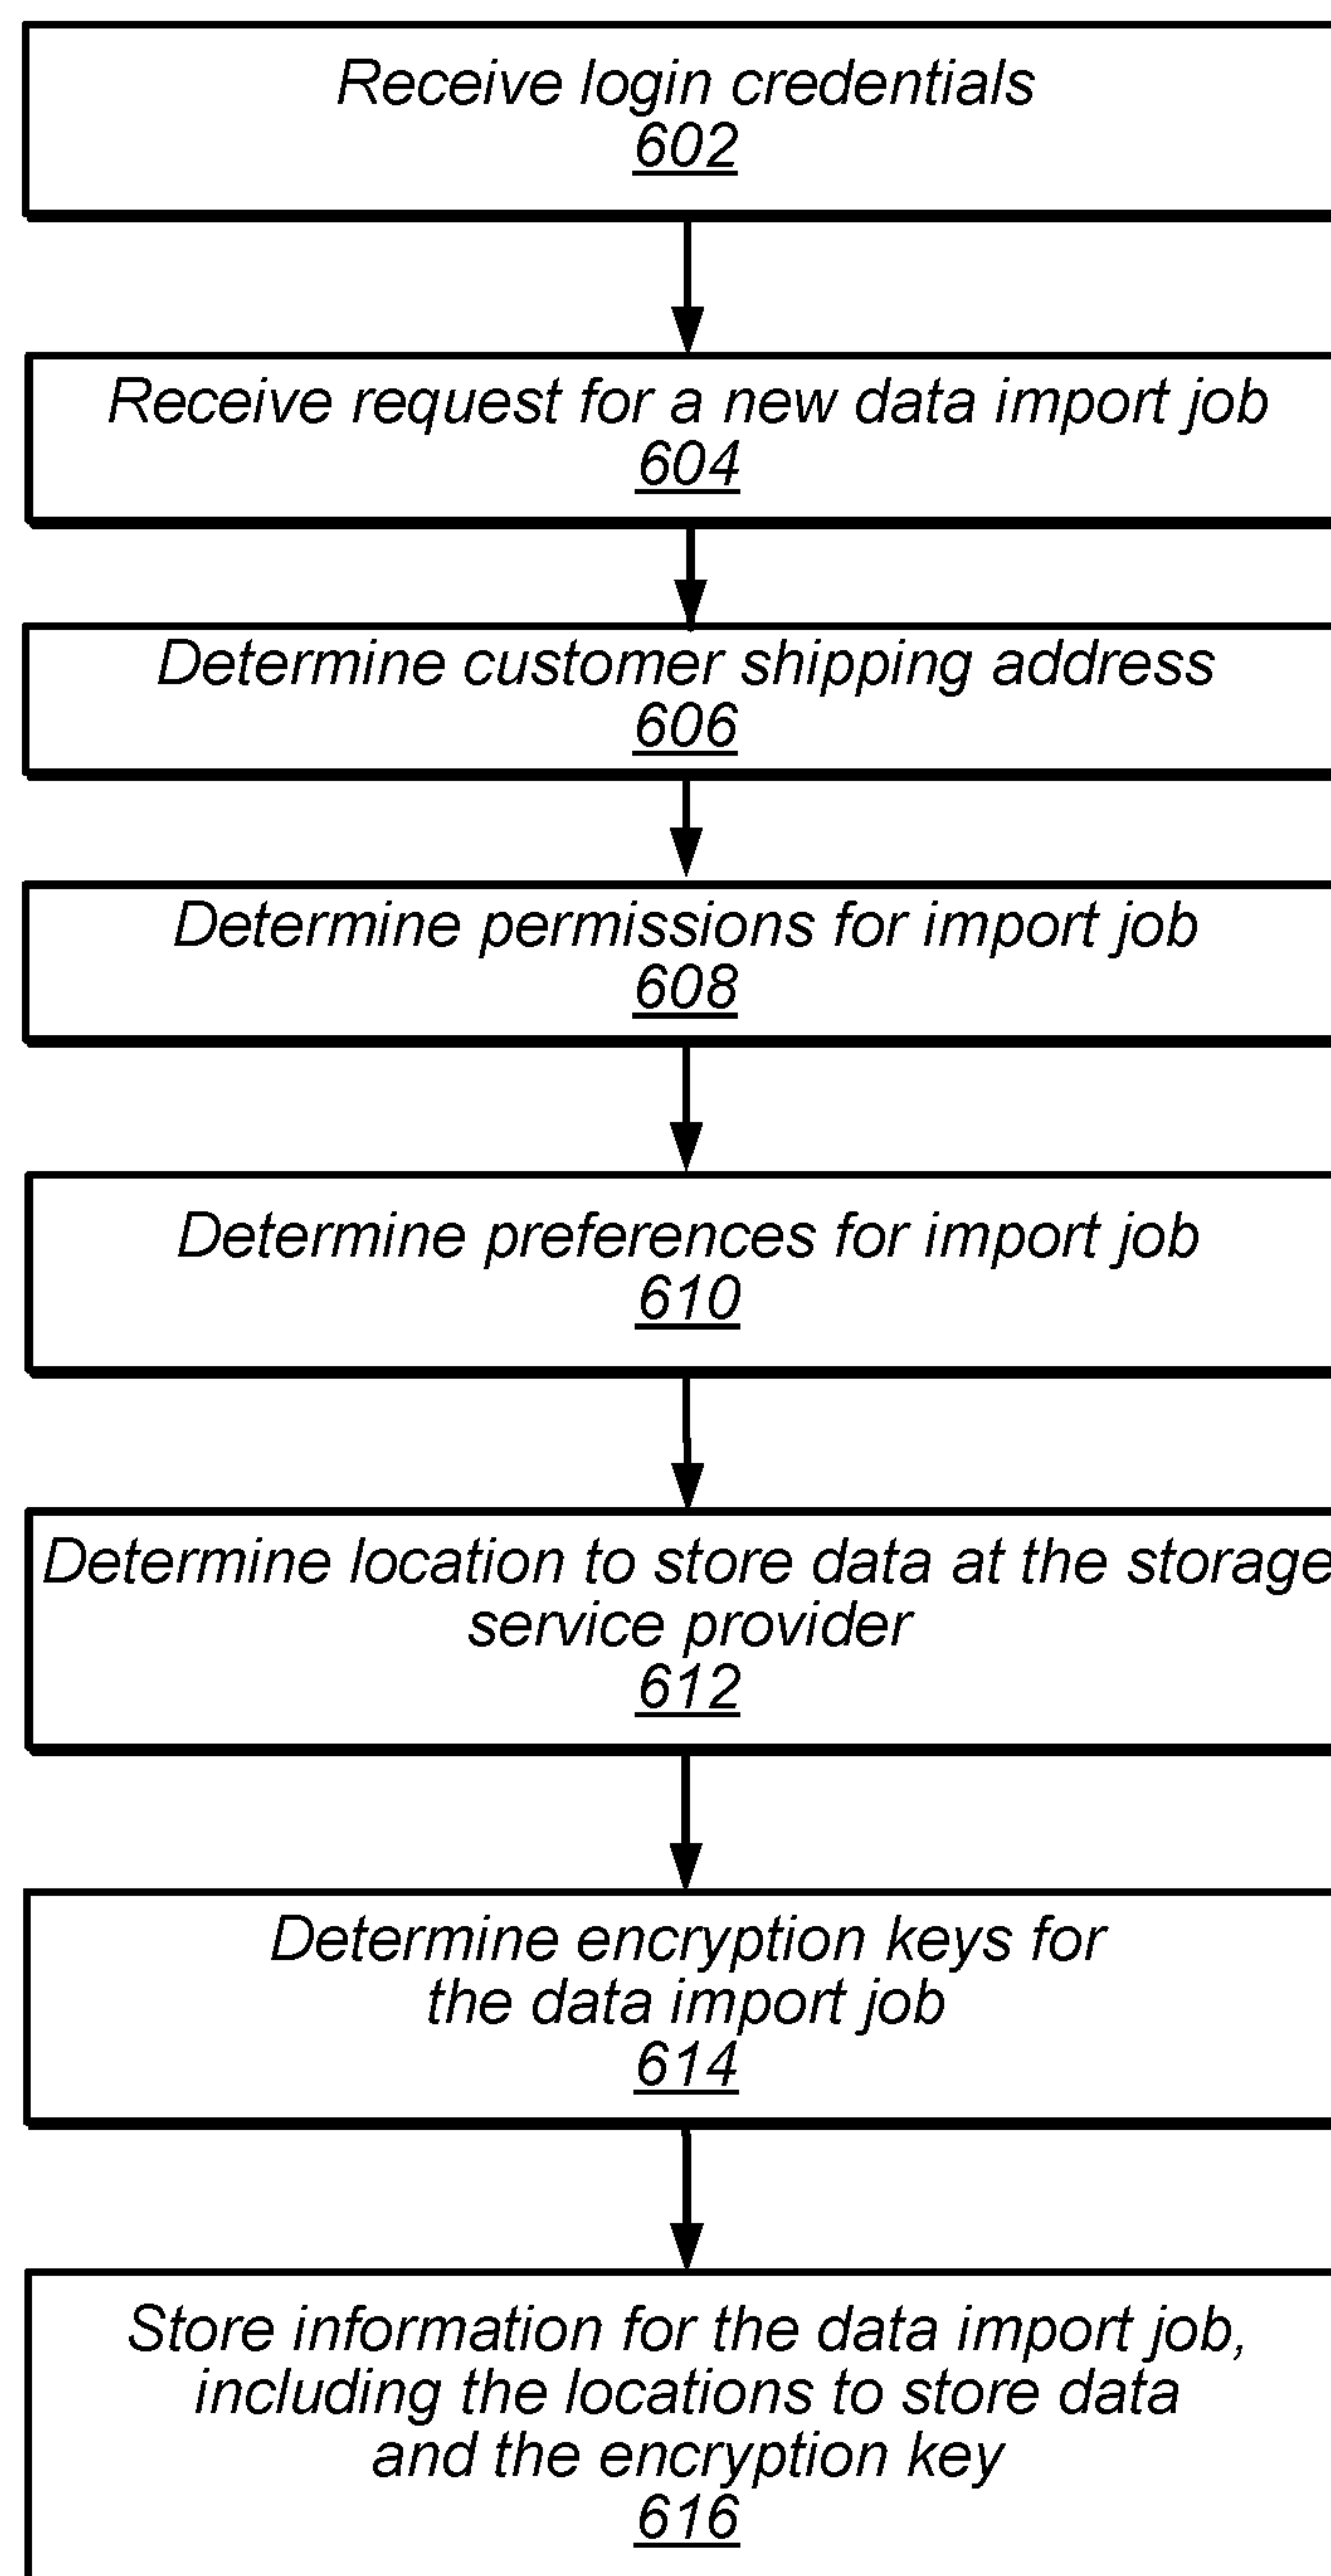 Receive login credentials
602
Receive request for a new data import job
604
Determine customer shipping address
606
Determine permissions for import job
608
Determine preferences for import job
610
Determine location to store data at the storage
service provider
612
Determine encryption keys for
the data import job
614
Store information for the data import job,
including the locations to store data
and the encryption key
616